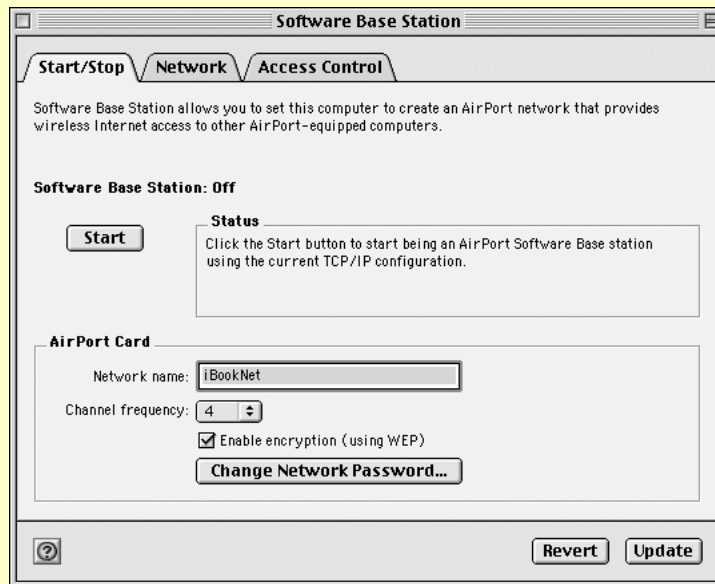 Software Base Station
Start/Stop
Network
Access Control
Software Base Station allows you to set this computer to create an AirPort network that provides
wireless Internet access to other AirPort-equipped computers.
Software Base Station: Off
Start
Status
Click the Start button to start being an AirPort Software Base station
using the current TCP/IP configuration.
AirPort Card
Network name: iBookNet
Channel frequency: 4
Enable encryption (using WEP)
Change Network Password...
?
Revert
Update